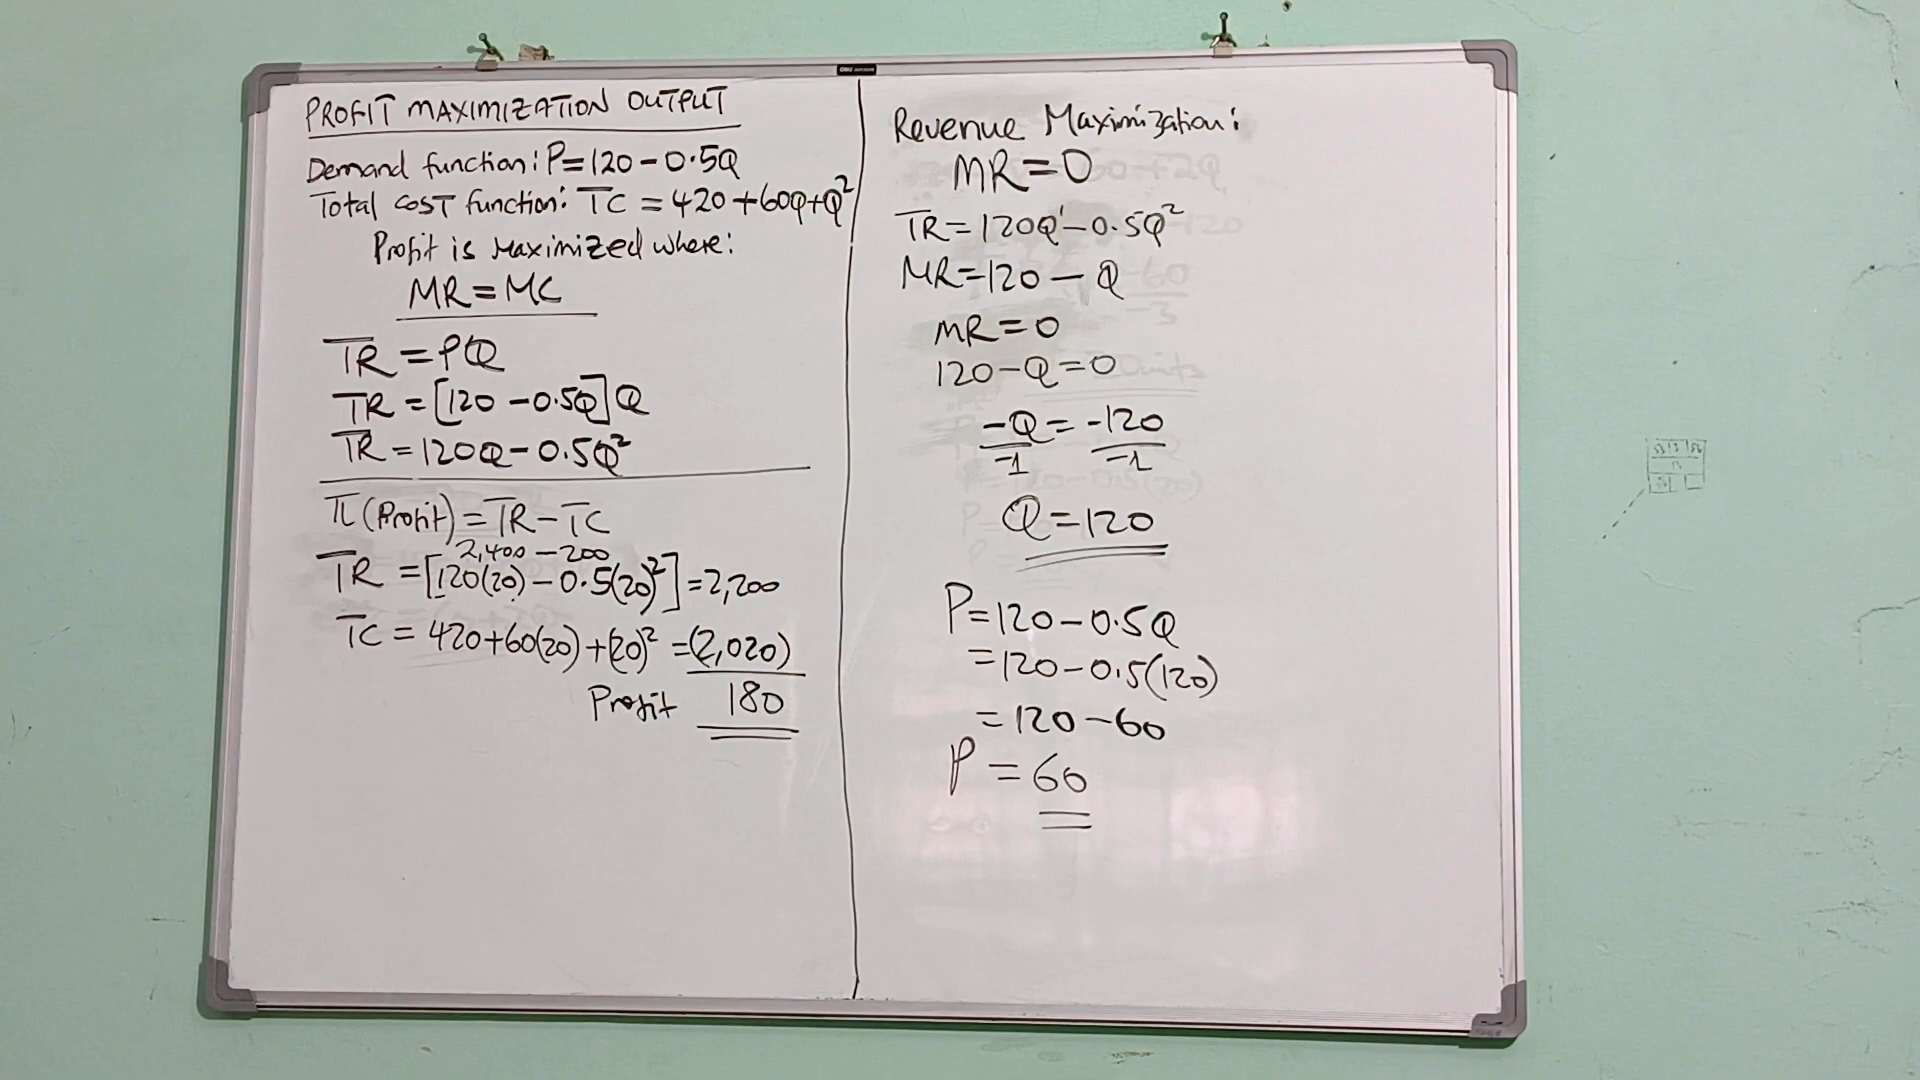 PROFIT MAXIMIZATION OUTPUT
Demand function: P=120-0.5Q
Total cost function: TC = 420+60Q+Q²
Profit is Maximized where:
MR=MC
TR = PQ
TR = [120 - 0.5Q]Q
TR = 120Q - 0.5Q²
π (Profit) = TR - TC
2,400 - 200
TR = [120(20) - 0.5(20)²] = 2,200
TC = 420+60(20)+(20)² = (2,020)
Profit 180
Revenue Maximization:
MR=0
TR = 120Q - 0.5Q²
MR = 120 - Q
MR = 0
120 - Q = 0
-Q = -120
-1 -1
Q = 120
P = 120 - 0.5Q
= 120 - 0.5(120)
= 120 - 60
P = 60